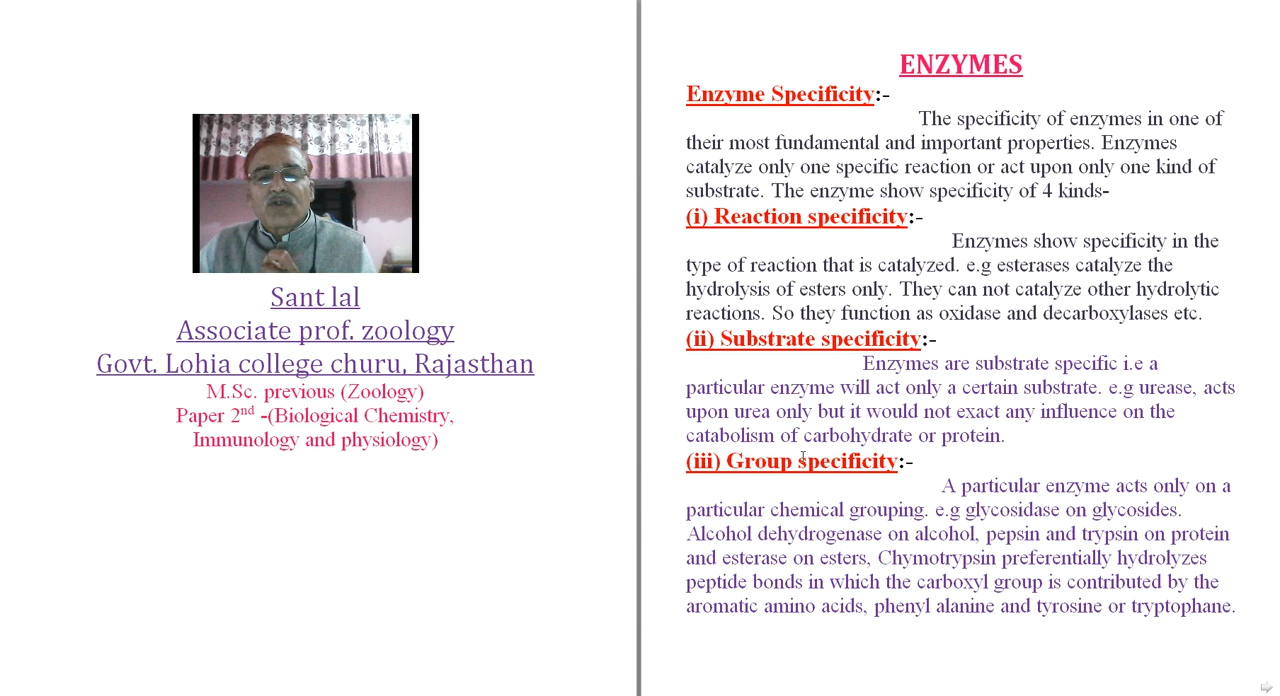 Sant lal
Associate prof. zoology
Govt. Lohia college churu, Rajasthan
M.Sc. previous (Zoology)
Paper 2nd -(Biological Chemistry,
Immunology and physiology)
ENZYMES
Enzyme Specificity:-
The specificity of enzymes in one of
their most fundamental and important properties. Enzymes
catalyze only one specific reaction or act upon only one kind of
substrate. The enzyme show specificity of 4 kinds-
(i) Reaction specificity:-
Enzymes show specificity in the
type of reaction that is catalyzed. e.g esterases catalyze the
hydrolysis of esters only. They can not catalyze other hydrolytic
reactions. So they function as oxidase and decarboxylases etc.
(ii) Substrate specificity:-
Enzymes are substrate specific i.e a
particular enzyme will act only a certain substrate. e.g urease, acts
upon urea only but it would not exact any influence on the
catabolism of carbohydrate or protein.
(iii) Group specificity:-
A particular enzyme acts only on a
particular chemical grouping. e.g glycosidase on glycosides.
Alcohol dehydrogenase on alcohol, pepsin and trypsin on protein
and esterase on esters, Chymotrypsin preferentially hydrolyzes
peptide bonds in which the carboxyl group is contributed by the
aromatic amino acids, phenyl alanine and tyrosine or tryptophane.